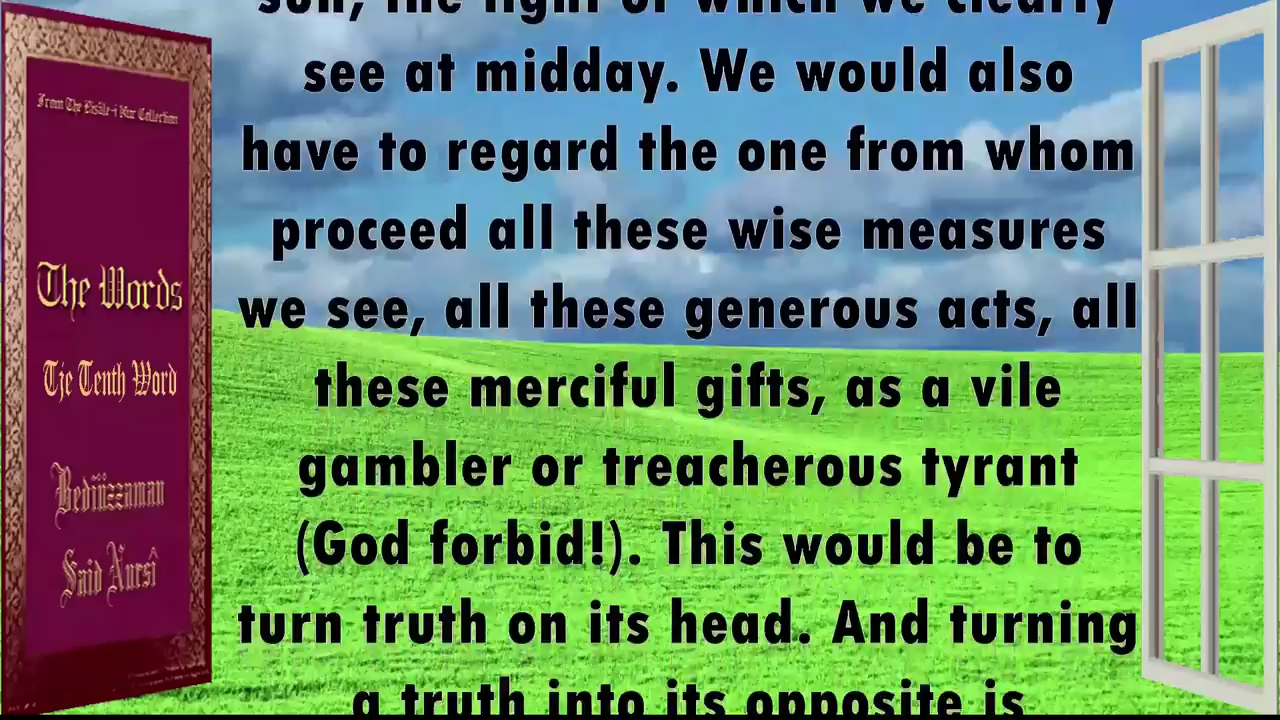 From The Risâle-i Nur Collection
The Words
Tje Tenth Word
Bediüzzaman
Said Nursî
sun, the light of which we clearly
see at midday. We would also
have to regard the one from whom
proceed all these wise measures
we see, all these generous acts, all
these merciful gifts, as a vile
gambler or treacherous tyrant
(God forbid!). This would be to
turn truth on its head. And turning
a truth into its opposite is